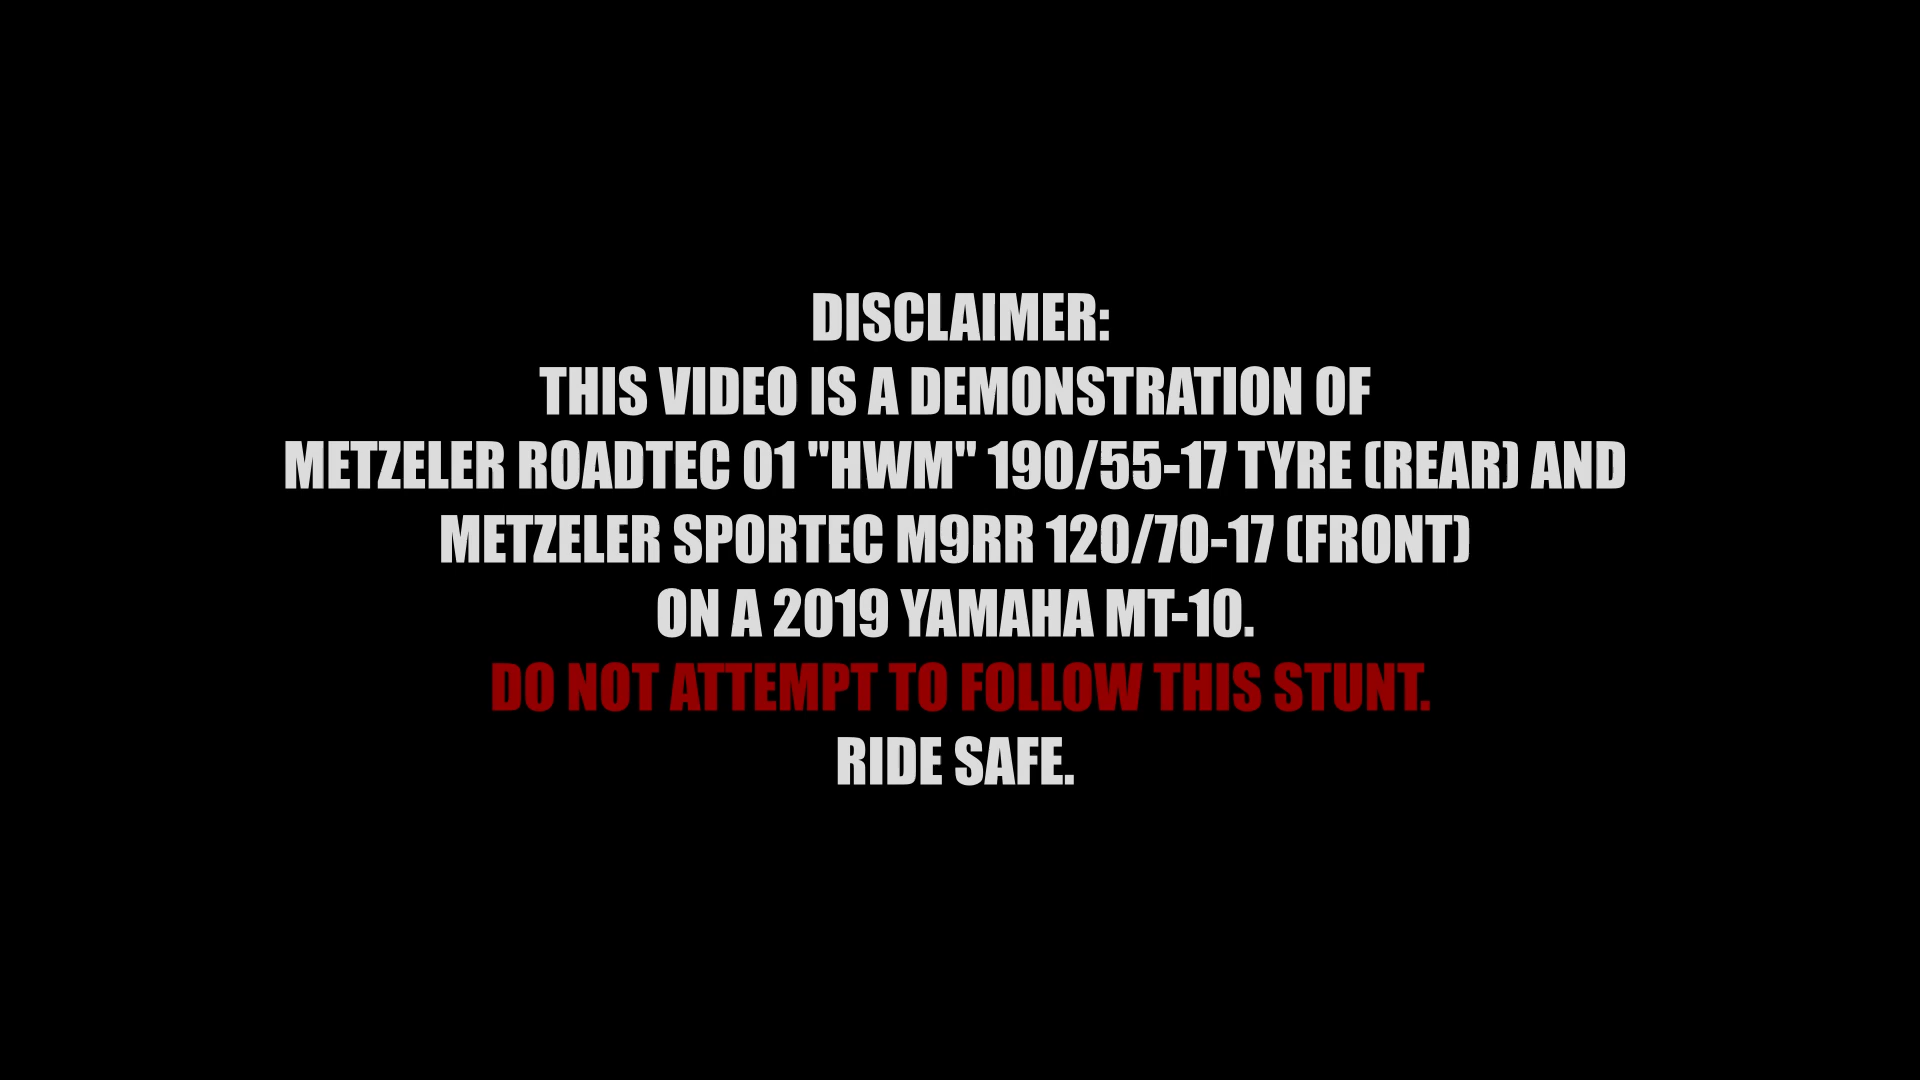 DISCLAIMER:
THIS VIDEO IS A DEMONSTRATION OF
METZELER ROADTEC 01 "HWM" 190/55-17 TYRE (REAR) AND
METZELER SPORTEC M9RR 120/70-17 (FRONT)
ON A 2019 YAMAHA MT-10.
DO NOT ATTEMPT TO FOLLOW THIS STUNT.
RIDE SAFE.